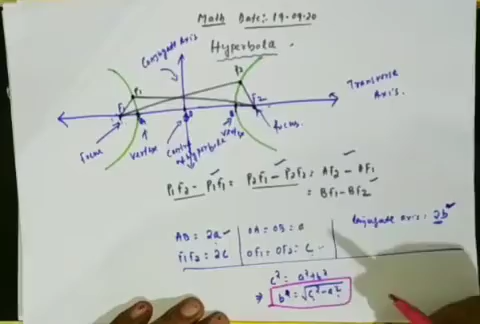 Math Date:- 19-09-20
Hyperbola.
Conjugate Axis
P1
P2
Transverse Axis.
F1
A
B
F2
Focus
Vertex
Centre of Hyperbola
Vertex
focus
P1F2 - P1F1 = P2F1 - P2F2 = AF2 - AF1
= BF1 - BF2
AB = 2a
OA = OB = a
Conjugate axis = 2b
F1F2 = 2c
OF1 = OF2 = c
c² = a² + b²
⇒ b = √c² - a²